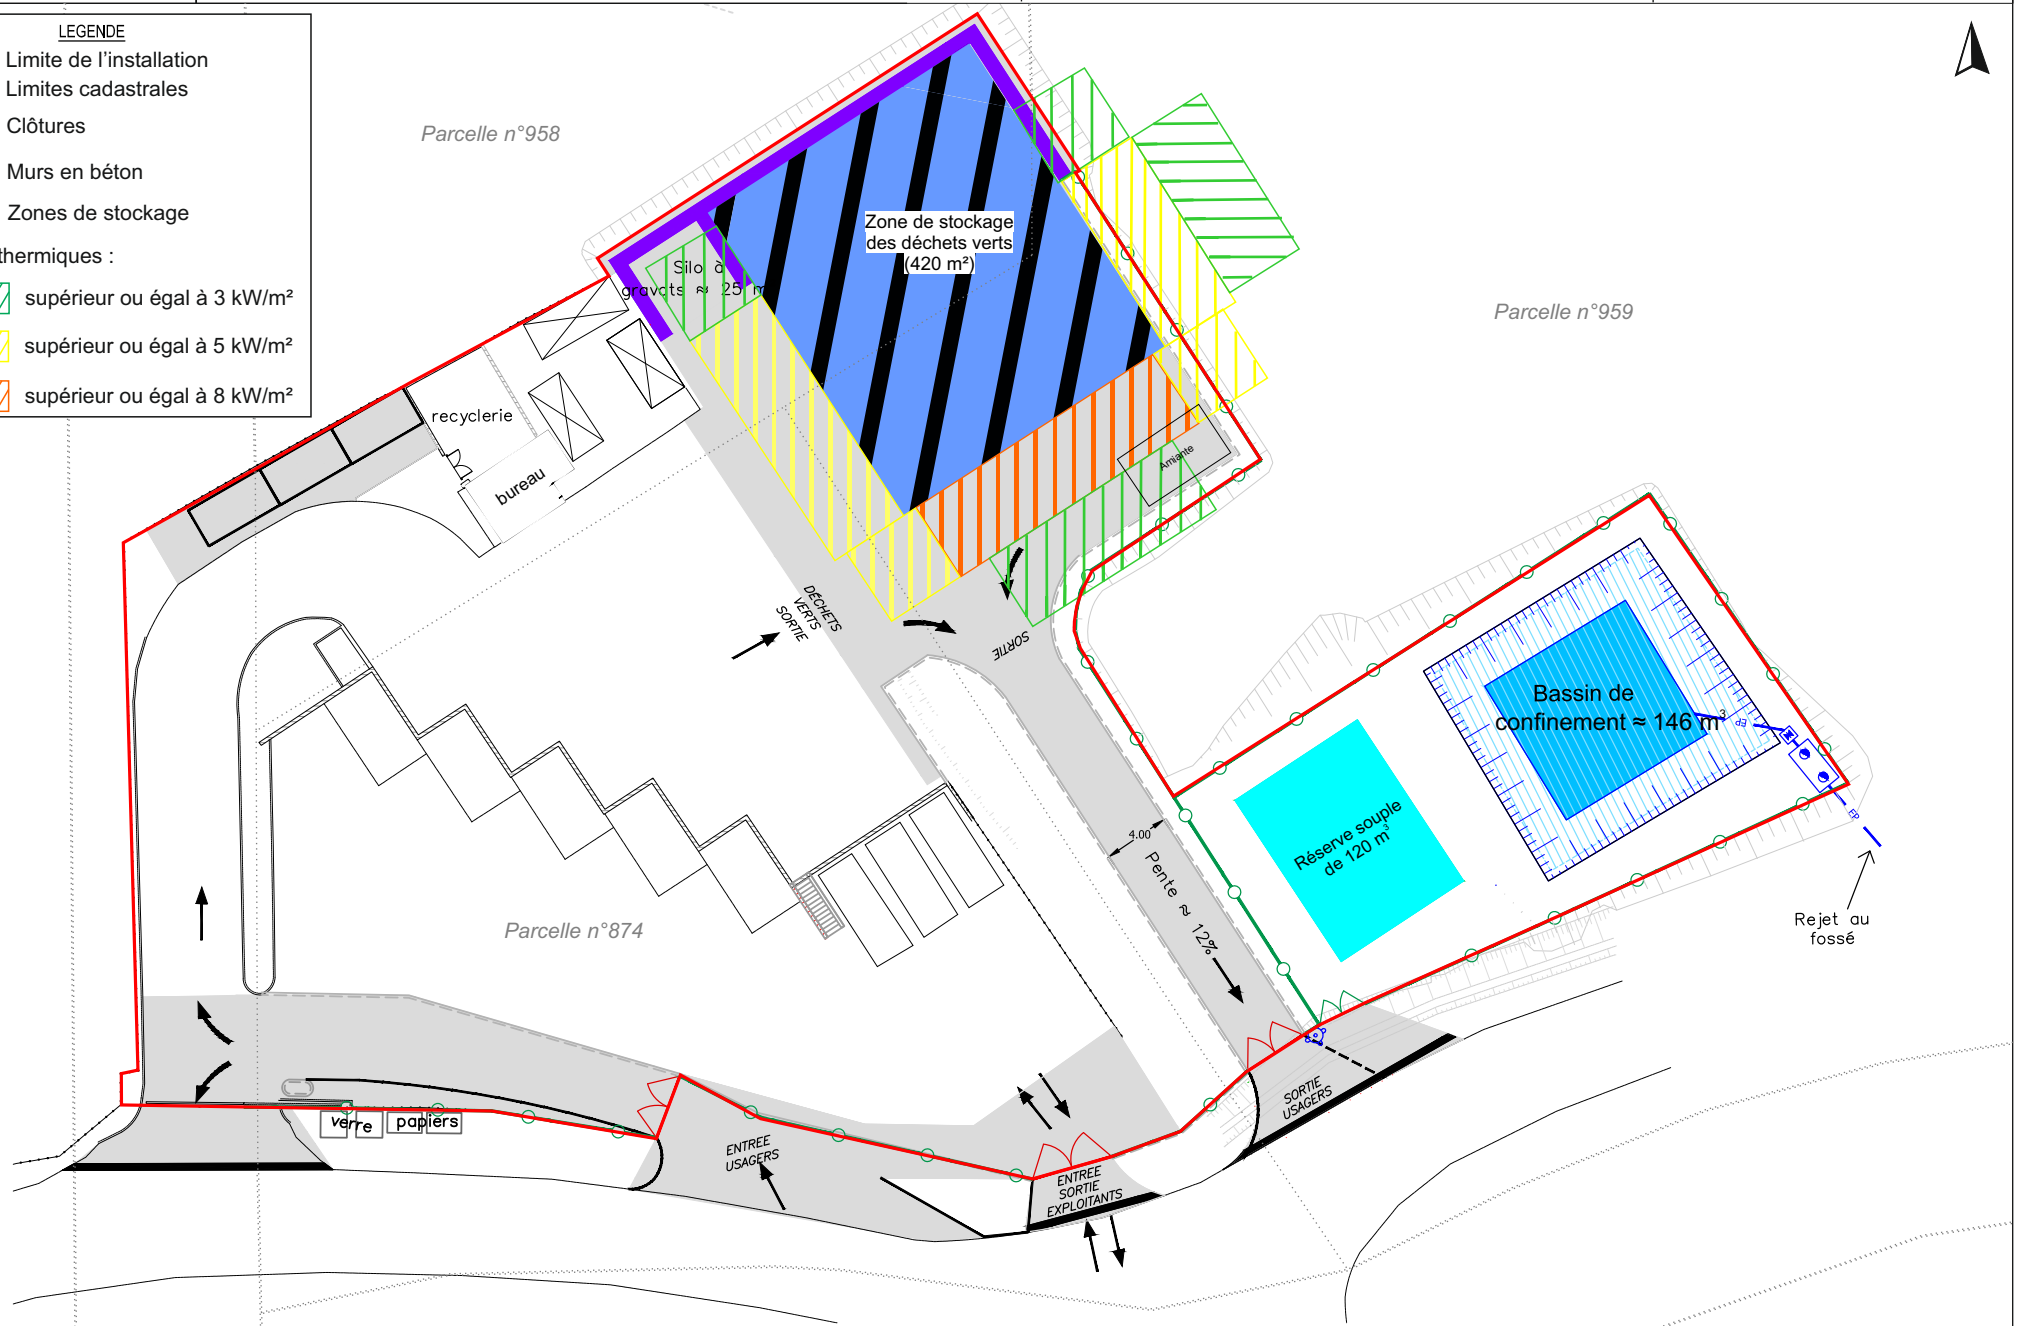 LEGENDE
Limite de l'installation
Limites cadastrales
Clôtures
Murs en béton
Zones de stockage
thermiques :
supérieur ou égal à 3 kW/m²
supérieur ou égal à 5 kW/m²
supérieur ou égal à 8 kW/m²
Parcelle n°958
Zone de stockage
des déchets verts
(420 m²)
Silo à
gravats ≈ 25 m
Parcelle n°959
recyclerie
bureau
Amiante
DÉCHETS
VERTS
SORTIE
SORTIE
Bassin de
confinement ≈ 146 m³
EP
EP
Réserve souple
de 120 m³
4.00
Pente ≈ 12%
Rejet au
fossé
Parcelle n°874
verre
papiers
ENTREE
USAGERS
ENTREE
SORTIE
EXPLOITANTS
SORTIE
USAGERS